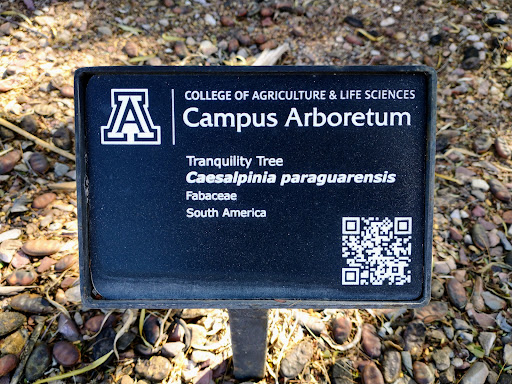 A
COLLEGE OF AGRICULTURE & LIFE SCIENCES
Campus Arboretum
Tranquility Tree
Caesalpinia paraguarensis
Fabaceae
South America